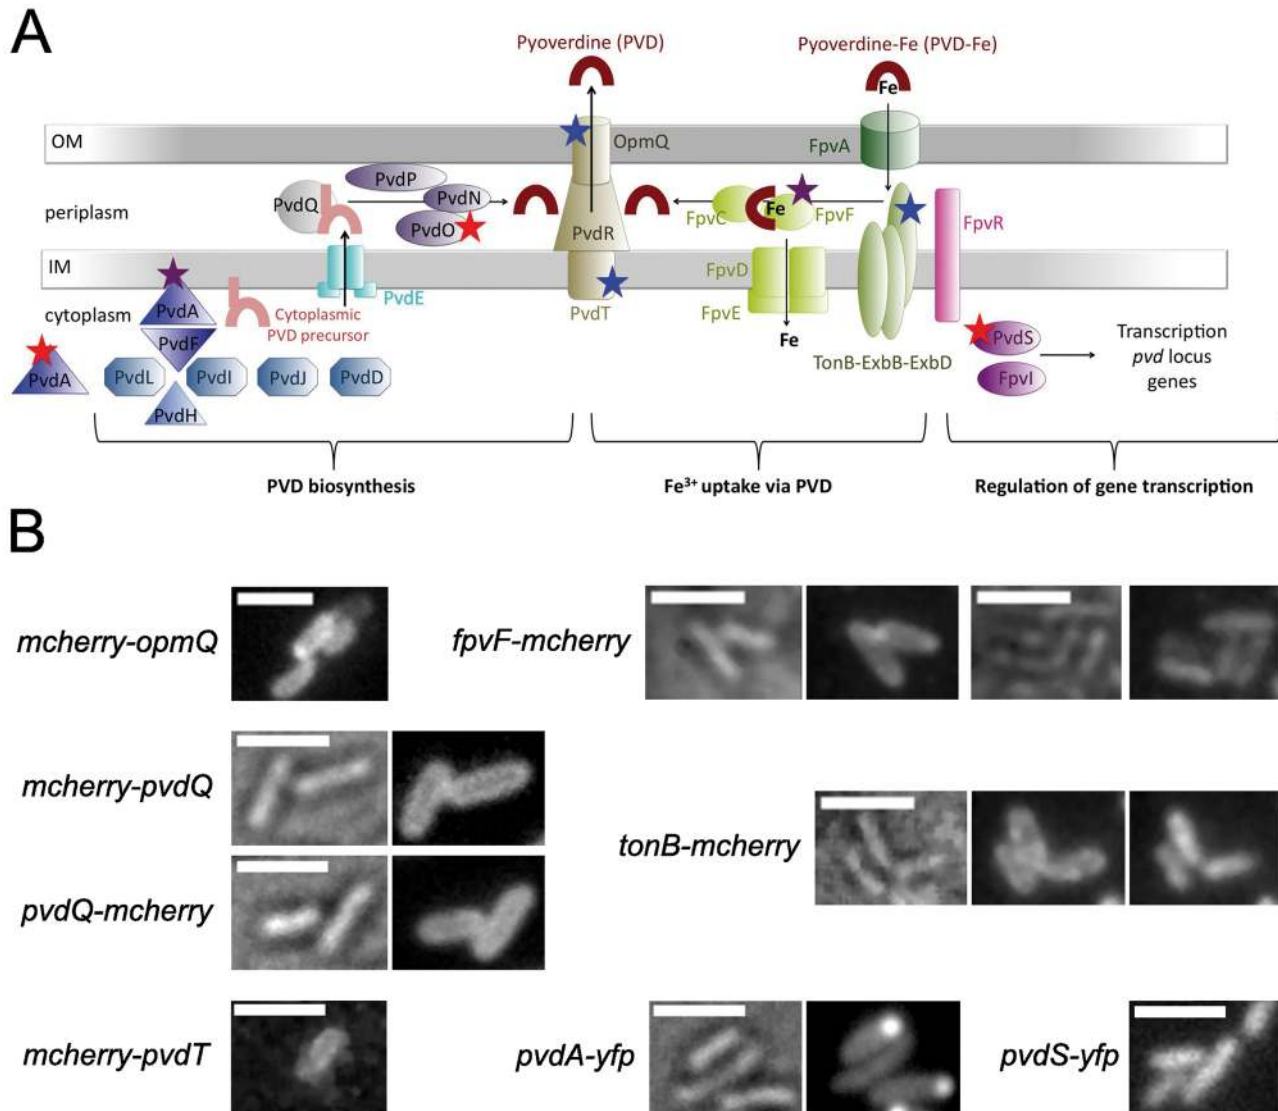 A
Pyoverdine (PVD)
Pyoverdine-Fe (PVD-Fe)
Fe
OM
OpmQ
FpvA
PvdP
PvdQ
PvdN
periplasm
PvdO
PvdR
FpvC
Fe
FpvF
FpvR
IM
FpvD
PvdE
cytoplasm
PvdA
Cytoplasmic
PVD precursor
PvdT
FpvE
Fe
PvdF
PvdA
PvdL
PvdI
PvdJ
PvdD
PvdH
TonB-ExbB-ExbD
PvdS
FpvI
Transcription
pvd locus
genes
PVD biosynthesis
Fe3+ uptake via PVD
Regulation of gene transcription
B
mcherry-opmQ
fpvF-mcherry
mcherry-pvdQ
tonB-mcherry
pvdQ-mcherry
mcherry-pvdT
pvdA-yfp
pvdS-yfp